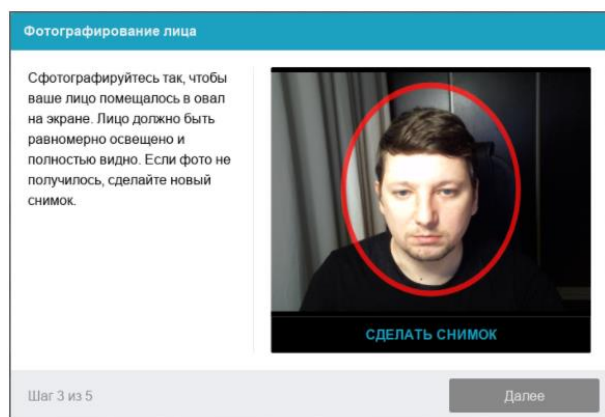 Фотографирование лица
Сфотографируйтесь так, чтобы
ваше лицо помещалось в овал
на экране. Лицо должно быть
равномерно освещено и
полностью видно. Если фото не
получилось, сделайте новый
снимок.
СДЕЛАТЬ СНИМОК
Шаг 3 из 5
Далее